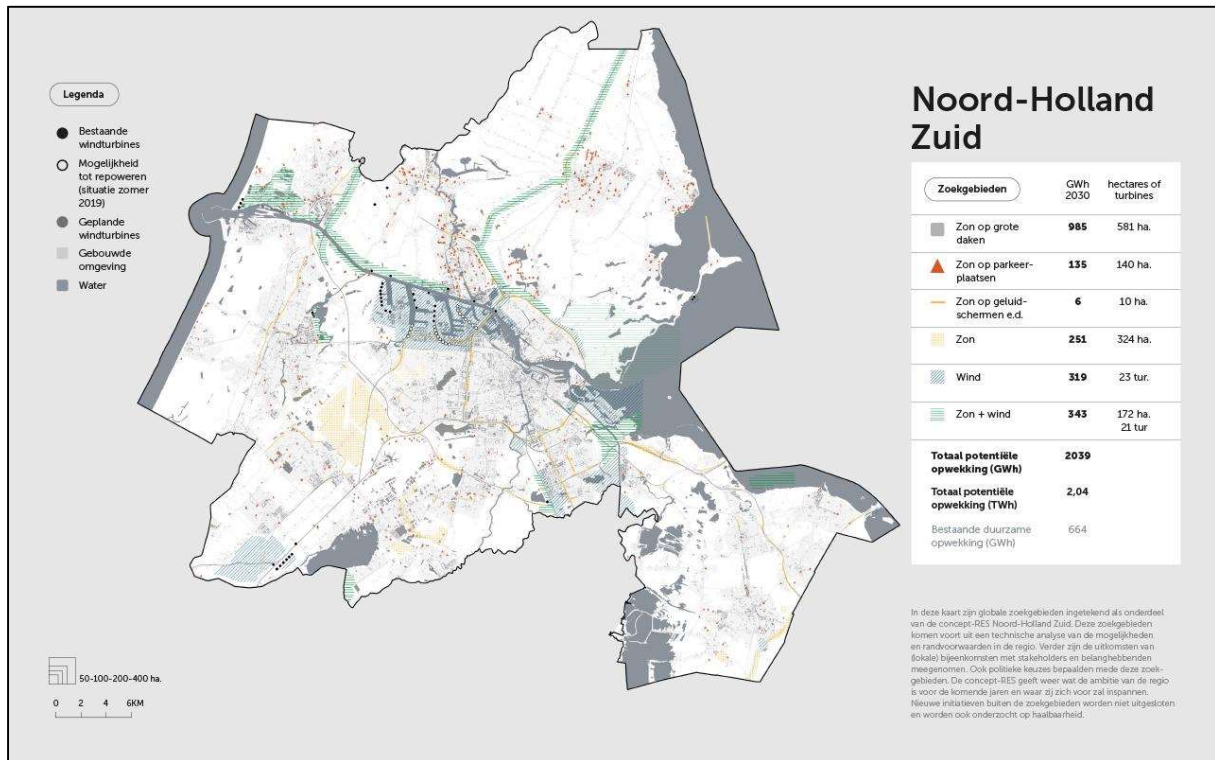 Legenda
Bestaande
windturbines
Mogelijkheid
tot repoweren
(situatie zomer
2019)
Geplande
windturbines
Gebouwde
omgeving
Water
50-100-200-400 ha.
0 2 4 6KM
Noord-Holland
Zuid
Zoekgebieden GWh 2030 hectares of turbines
Zon op grote
daken 985 581 ha.
Zon op parkeer-
plaatsen 135 140 ha.
Zon op geluid-
schermen e.d. 6 10 ha.
Zon 251 324 ha.
Wind 319 23 tur.
Zon + wind 343 172 ha.
21 tur
Totaal potentiële
opwekking (GWh) 2039
Totaal potentiële
opwekking (TWh) 2,04
Bestaande duurzame
opwekking (GWh) 664
In deze kaart zijn globale zoekgebieden ingetekend als onderdeel
van de concept-RES Noord-Holland Zuid. Deze zoekgebieden
komen voort uit een technische analyse van de mogelijkheden
en randvoorwaarden in de regio. Verder zijn de uitkomsten van
(lokale) bijeenkomsten met stakeholders en belanghebbenden
meegenomen. Ook politieke keuzes bepaalden mede deze zoek-
gebieden. De concept-RES geeft weer wat de ambitie van de regio
is voor de komende jaren en waar zij zich voor zal inspannen.
Nieuwe initiatieven buiten de zoekgebieden worden niet uitgesloten
en worden ook onderzocht op haalbaarheid.